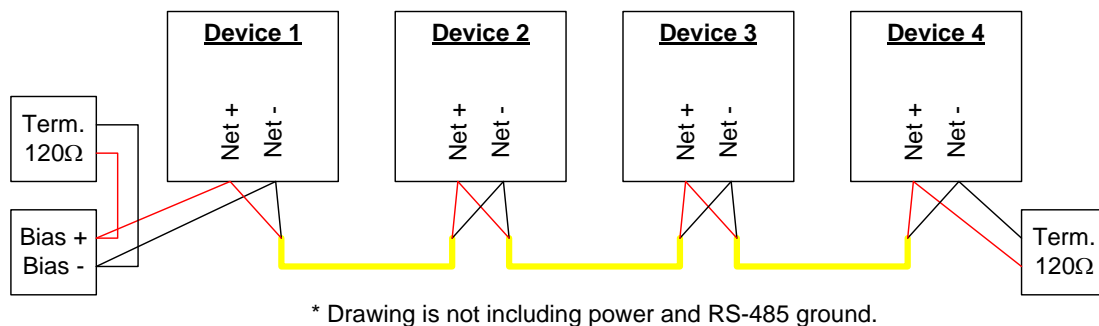 Device 1
Device 2
Device 3
Device 4
Net +
Net -
Net +
Net -
Net +
Net -
Net +
Net -
Term.
120Ω
Bias +
Bias -
Term.
120Ω
* Drawing is not including power and RS-485 ground.